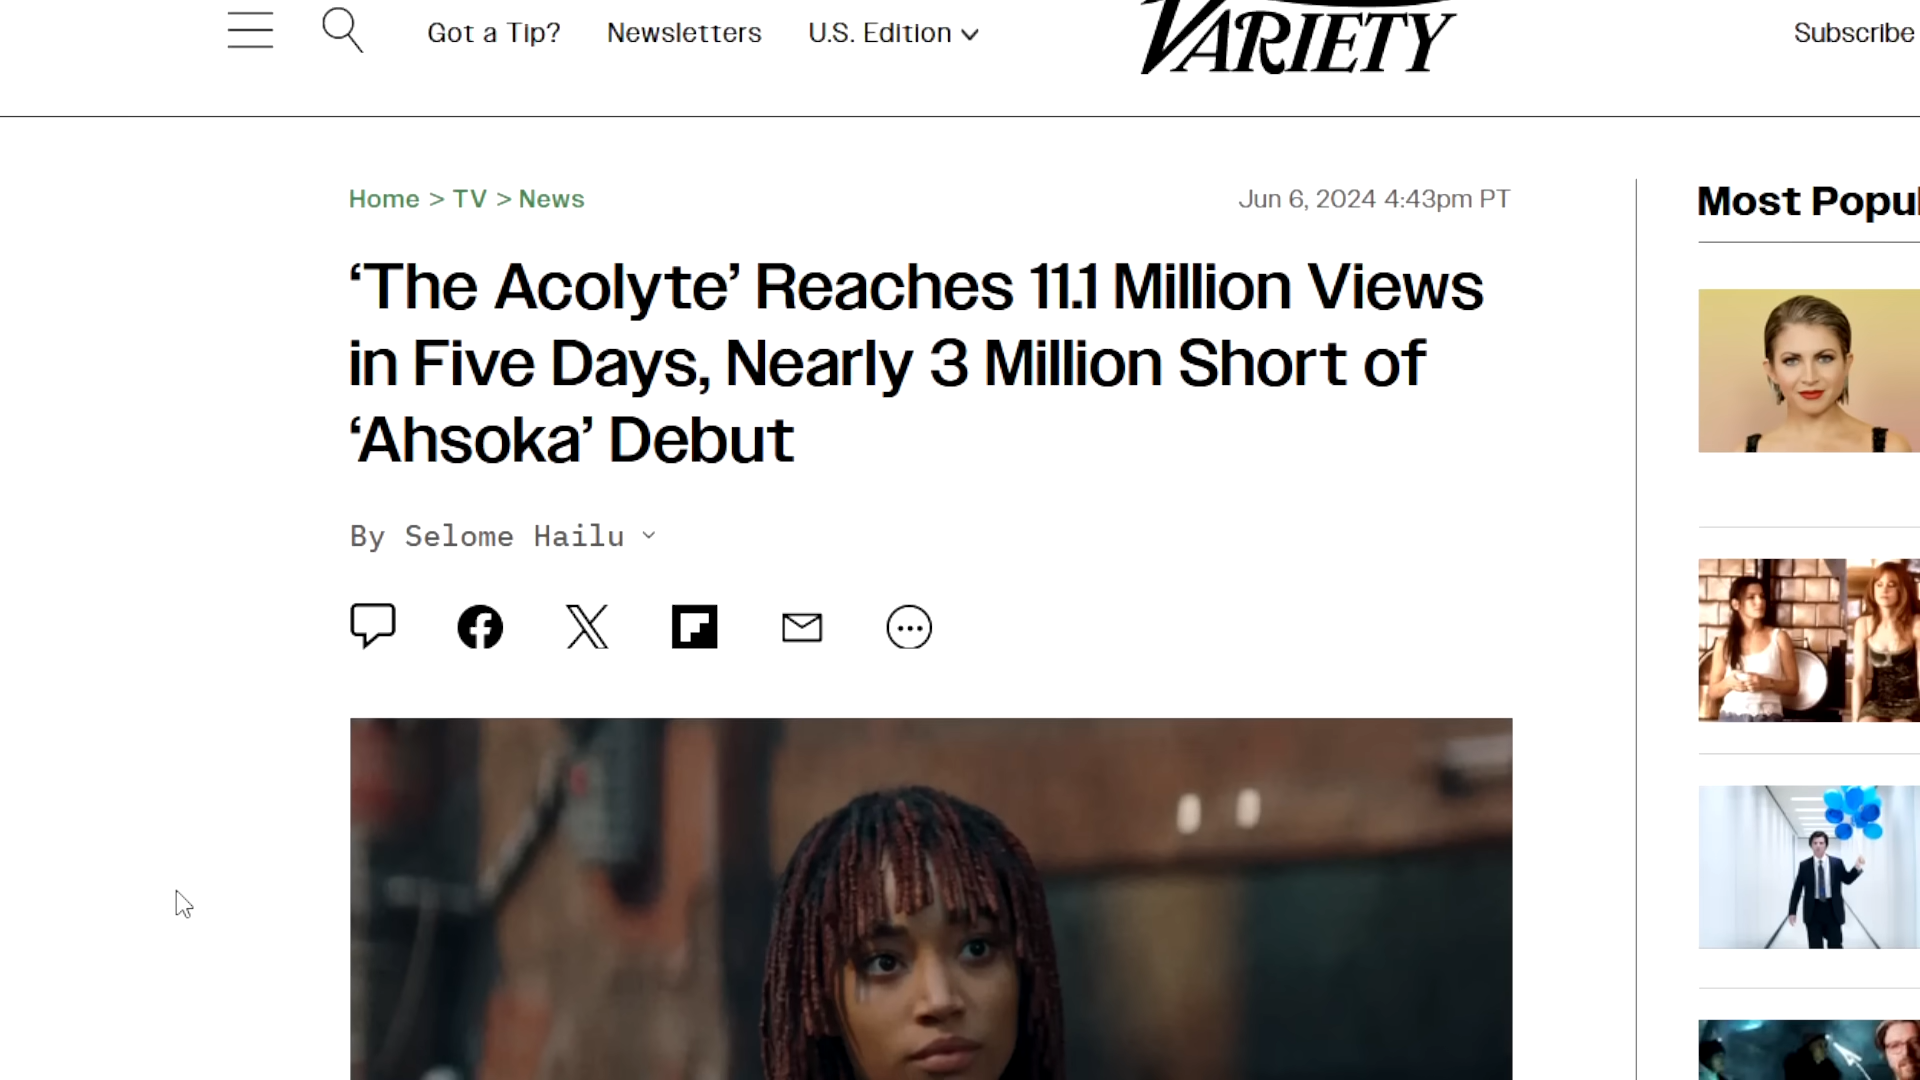 Got a Tip? Newsletters U.S. Edition VARIETY Subscribe
Home > TV > News Jun 6, 2024 4:43pm PT
Most Popul
‘The Acolyte’ Reaches 11.1 Million Views
in Five Days, Nearly 3 Million Short of
‘Ahsoka’ Debut
By Selome Hailu